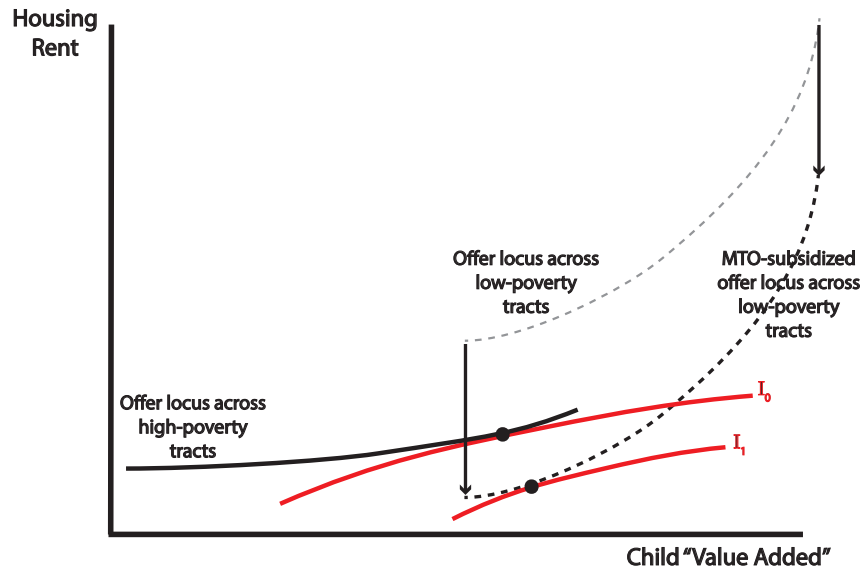 Housing
Rent
Offer locus across
low-poverty
tracts
MTO-subsidized
offer locus across
low-poverty
tracts
Offer locus across
high-poverty
tracts
I0
I1
Child "Value Added"